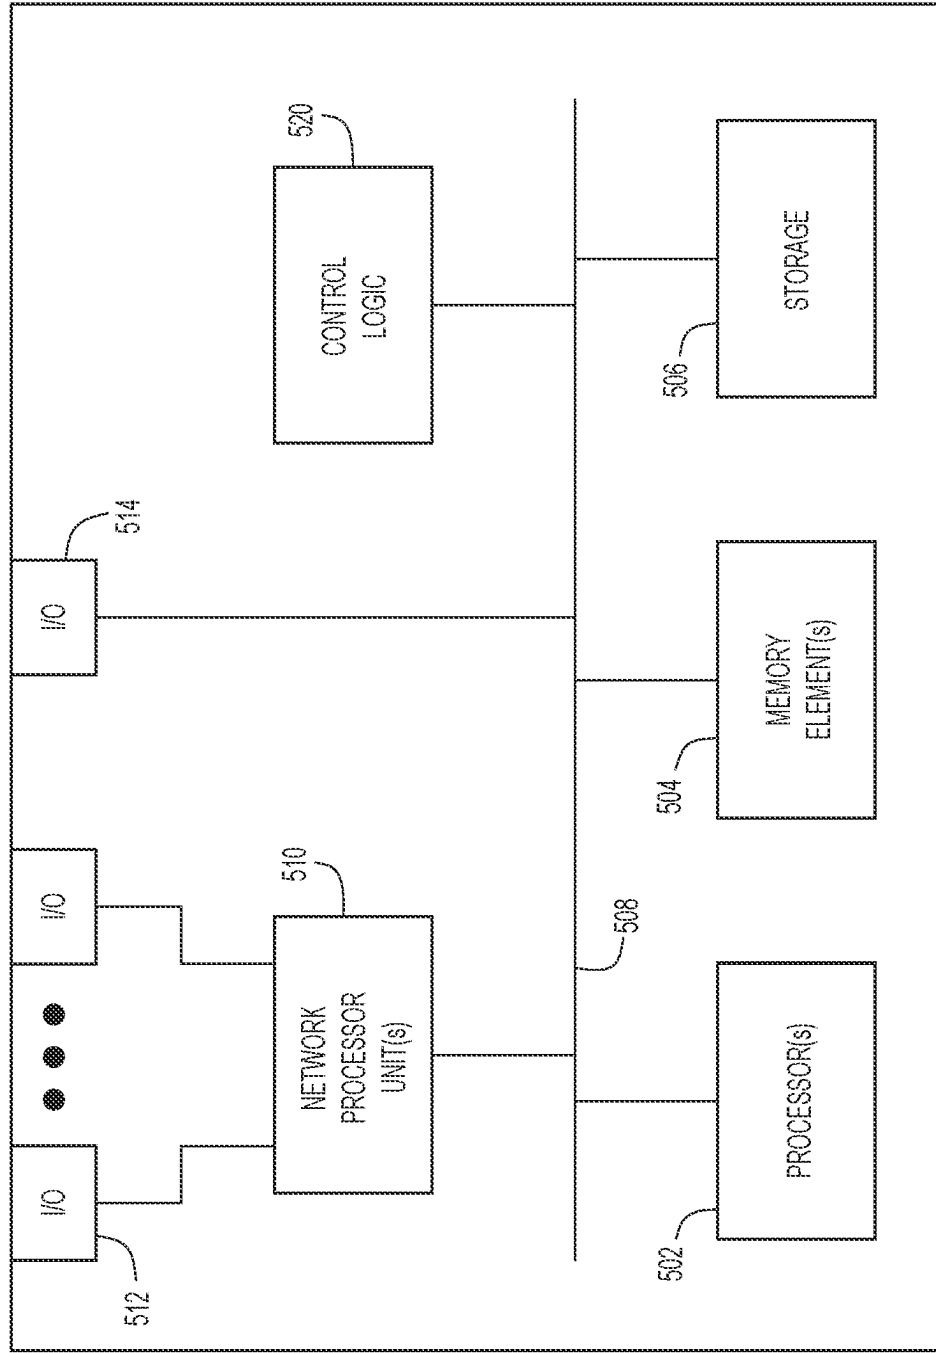 512
I/O
I/O
I/O
514
NETWORK
PROCESSOR
UNIT(s)
510
CONTROL
LOGIC
520
508
502
PROCESSOR(s)
504
MEMORY
ELEMENT(s)
506
STORAGE